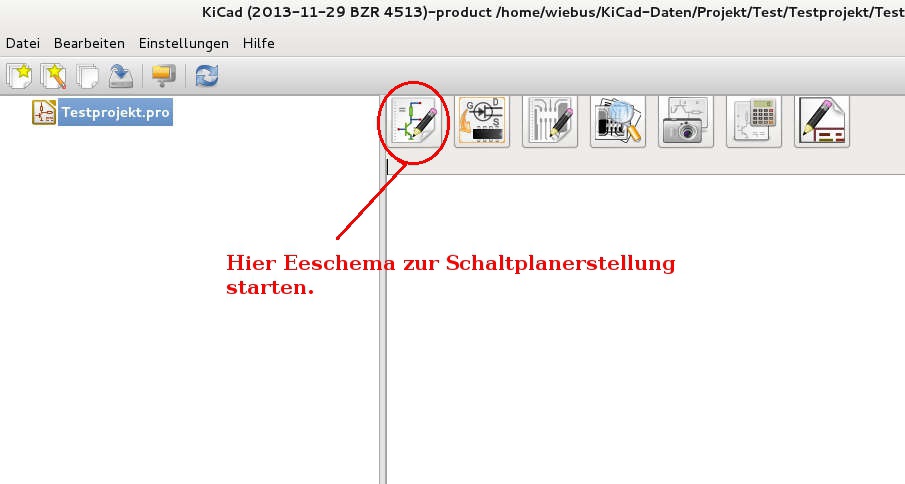 KiCad (2013-11-29 BZR 4513)-product /home/wiebus/KiCad-Daten/Projekt/Test/Testprojekt/Test
Datei Bearbeiten Einstellungen Hilfe
Testprojekt.pro
G D
S
Hier Eeschema zur Schaltplanerstellung
starten.